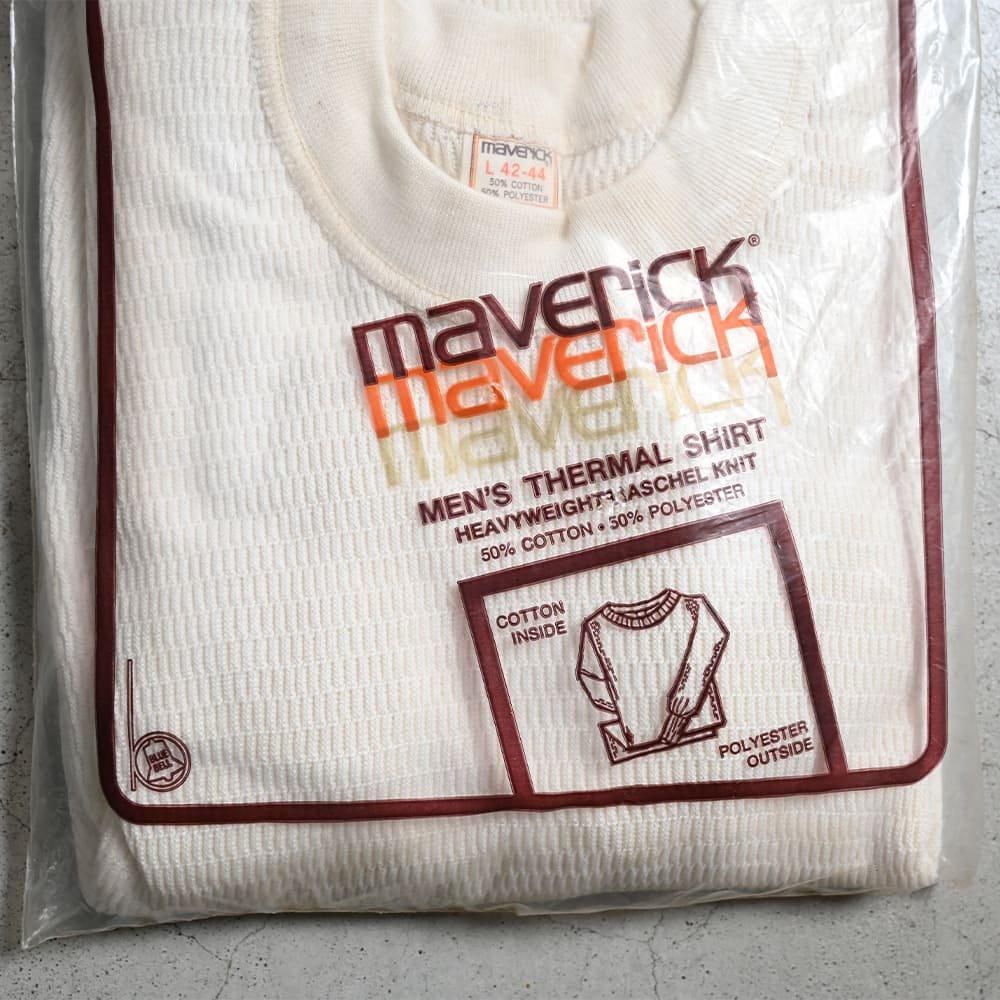 maverick
L 42-44
50% COTTON
50% POLYESTER
maverick®
maverick
maverick
MEN'S THERMAL SHIRT
HEAVYWEIGHT RASCHEL KNIT
50% COTTON • 50% POLYESTER
COTTON
INSIDE
POLYESTER
OUTSIDE
BLUE
BELL